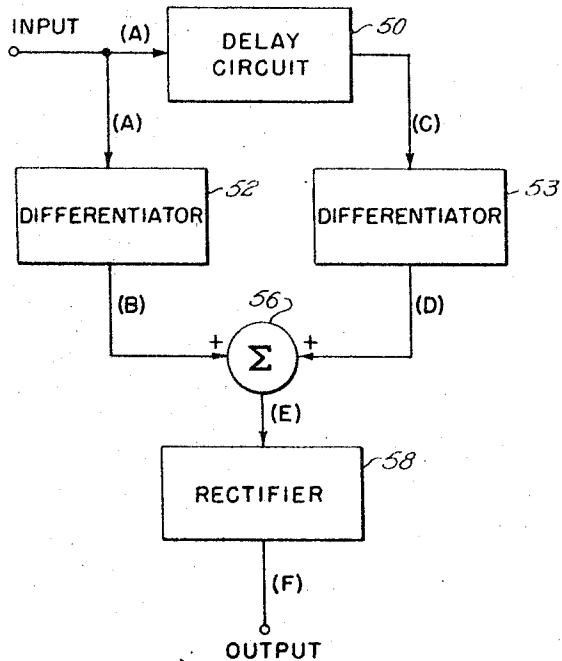 INPUT
(A)
DELAY
CIRCUIT
50
(A)
(C)
DIFFERENTIATOR
52
DIFFERENTIATOR
53
(B)
56
(D)
+
Σ
+
(E)
RECTIFIER
58
(F)
OUTPUT